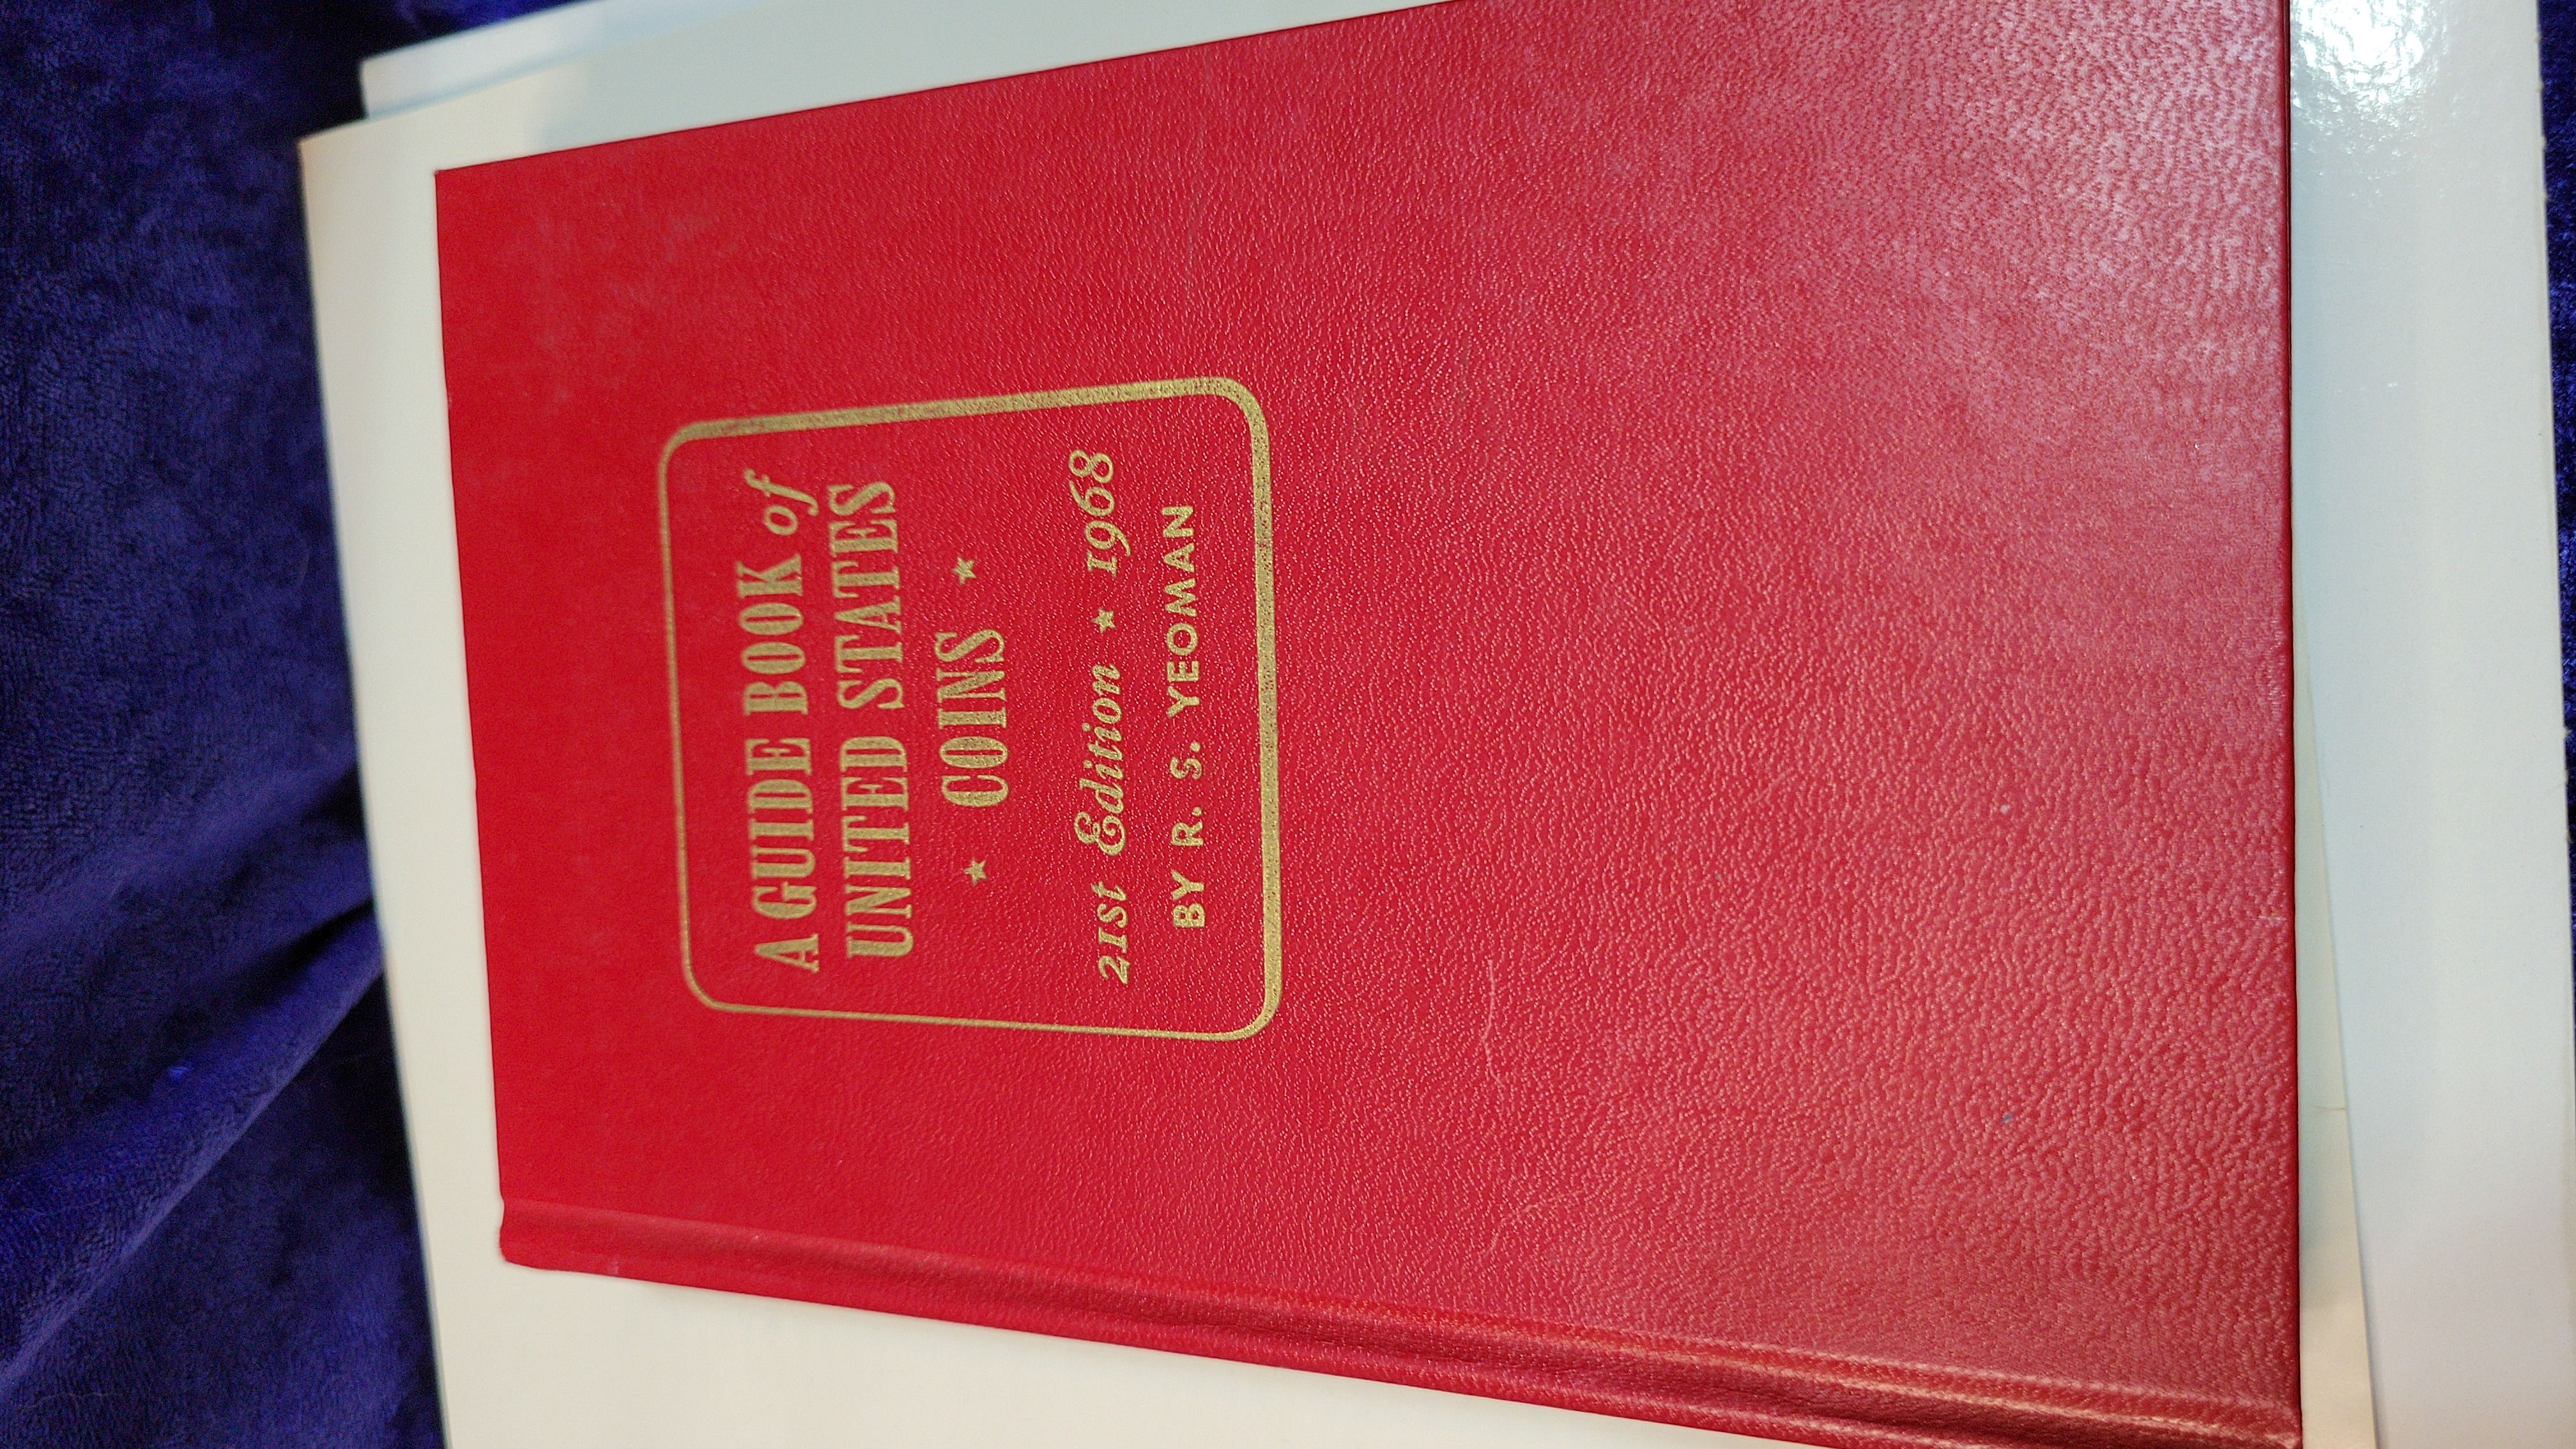 A GUIDE BOOK of
UNITED STATES
★ COINS ★
21st Edition ★ 1968
BY R. S. YEOMAN